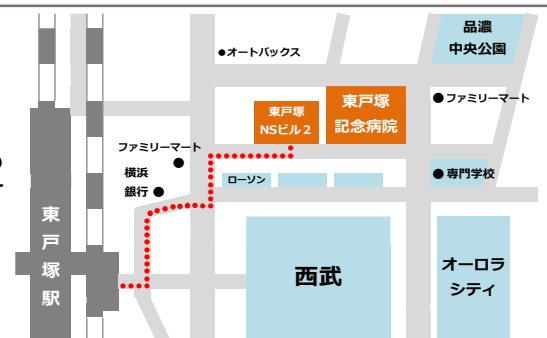 品濃
中央公園
●オートバックス
東戸塚
NSビル２
東戸塚
記念病院
●ファミリーマート
ファミリーマート
●
横浜
銀行 ●
ローソン
●専門学校
東
戸
塚
駅
西武
オーロラ
シティ